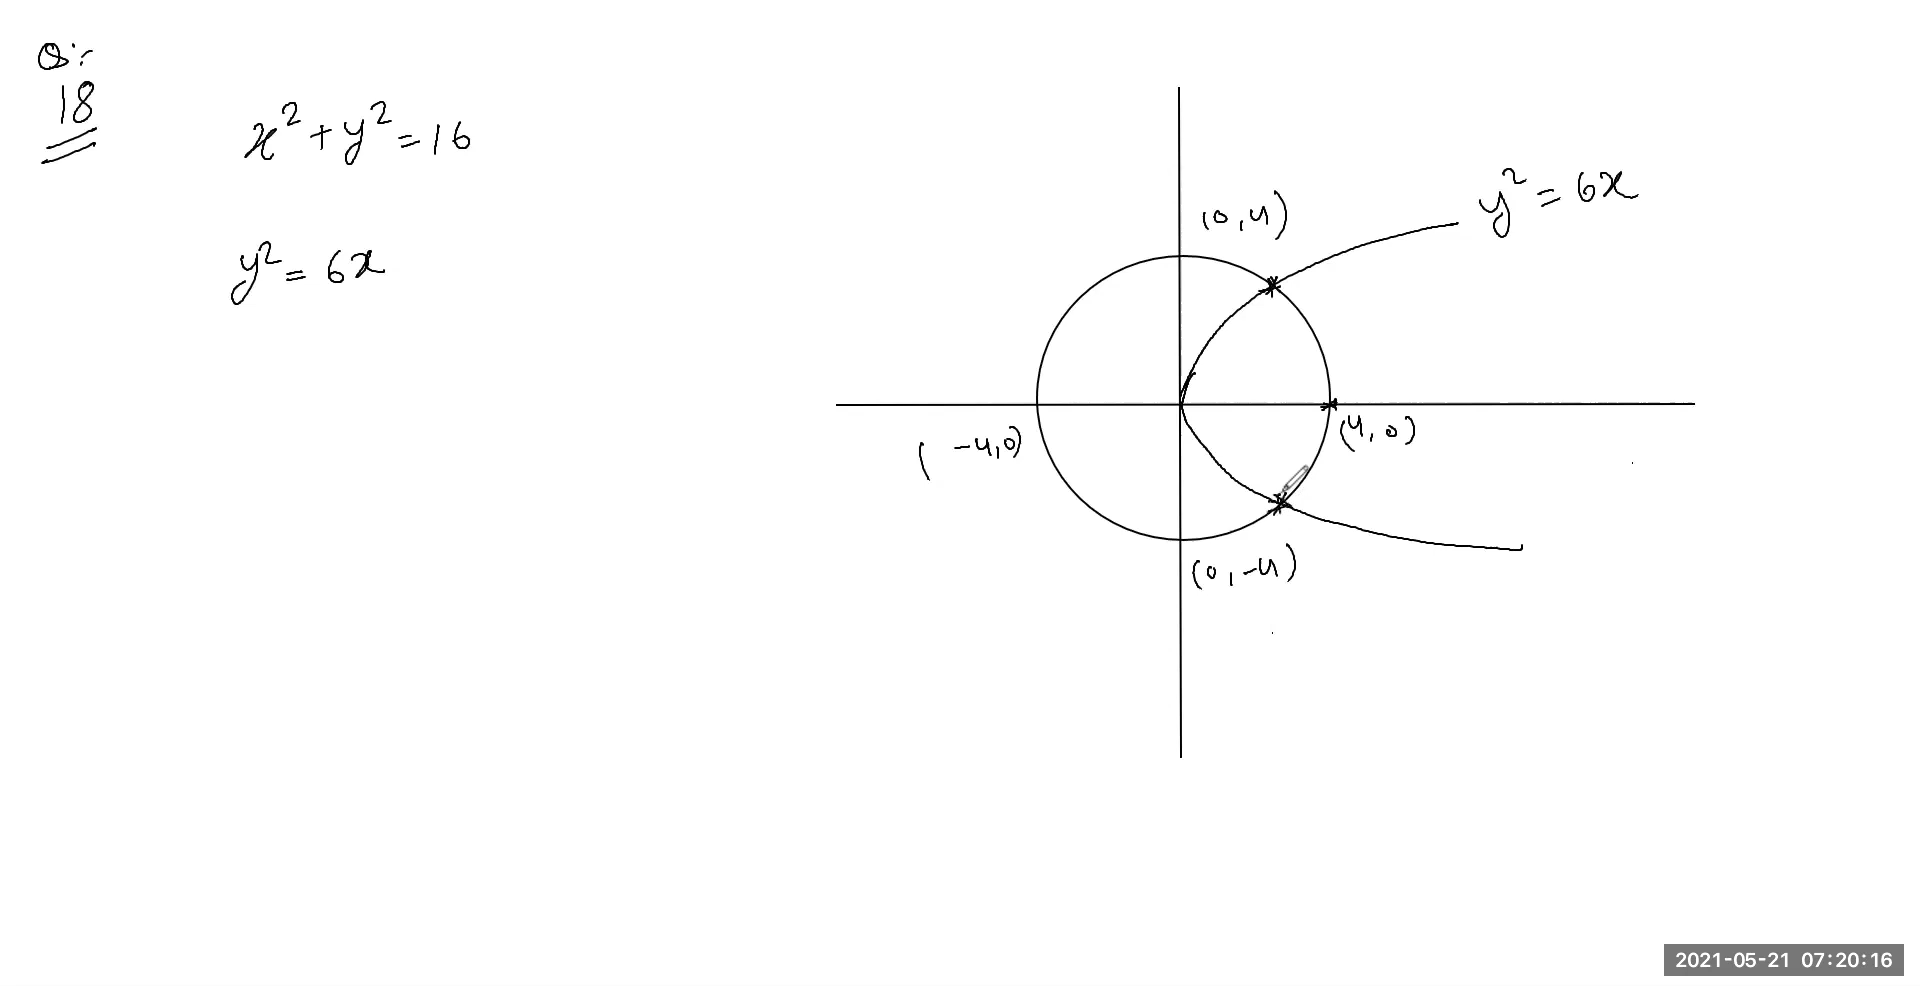 Q:-
18
x² + y² = 16
y² = 6x
y² = 6x
(0, 4)
(-4, 0)
(4, 0)
(0, -4)
2021-05-21 07:20:16